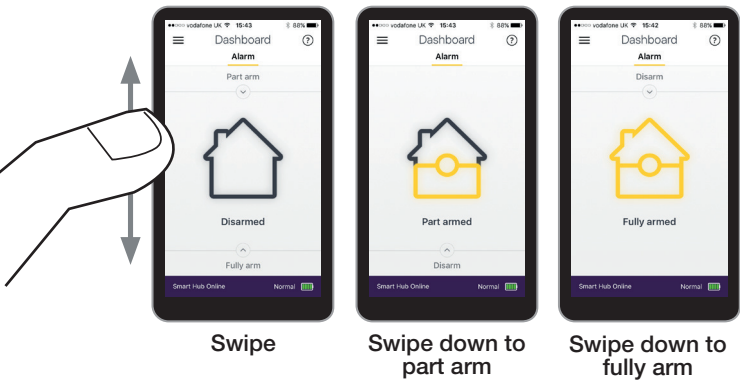 vodafone UK 15:43 88%
Dashboard ?
Alarm
Part arm
Disarmed
Fully arm
Smart Hub Online Normal
Swipe
vodafone UK 15:43 88%
Dashboard ?
Alarm
Part armed
Disarm
Smart Hub Online Normal
Swipe down to
part arm
vodafone UK 15:42 88%
Dashboard ?
Alarm
Disarm
Fully armed
Smart Hub Online Normal
Swipe down to
fully arm